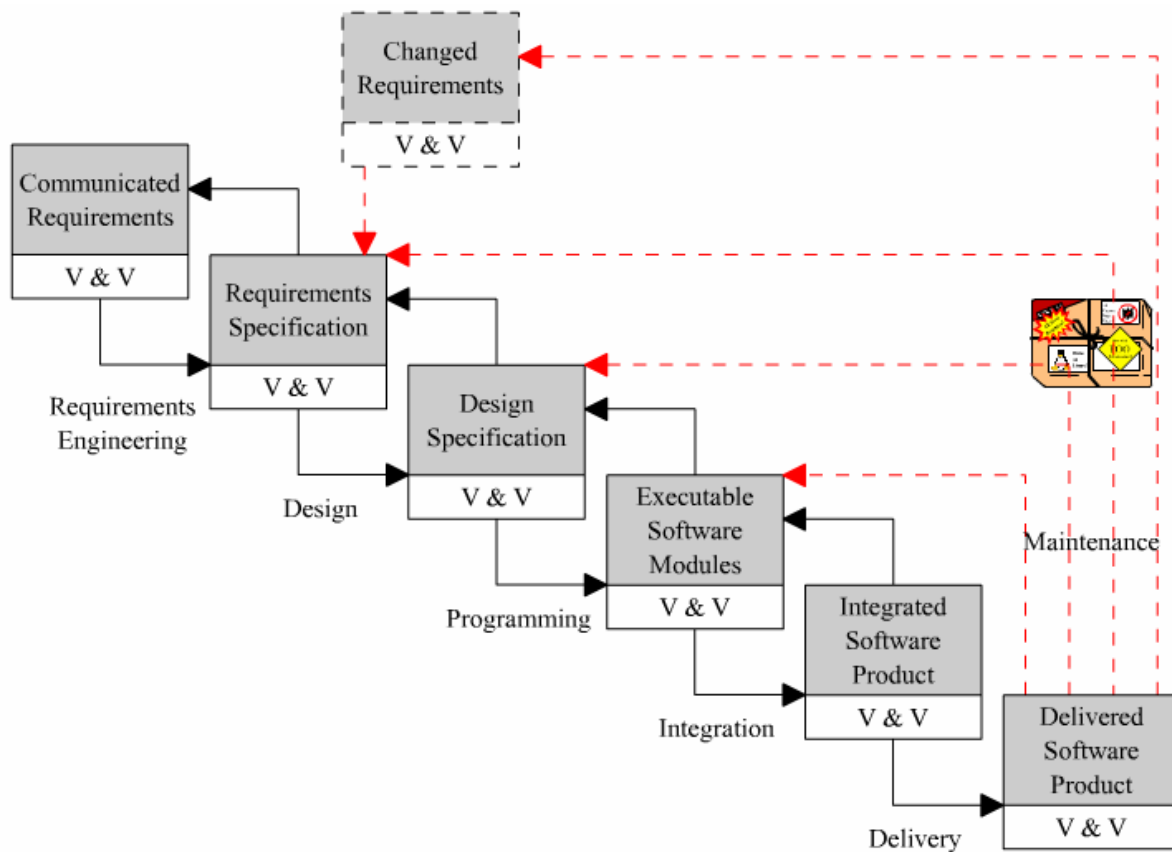 Changed
Requirements
V & V
Communicated
Requirements
V & V
Requirements
Specification
V & V
Requirements
Engineering
Design
Specification
V & V
Design
Executable
Software
Modules
V & V
Programming
Maintenance
Integrated
Software
Product
V & V
Integration
Delivered
Software
Product
V & V
Delivery